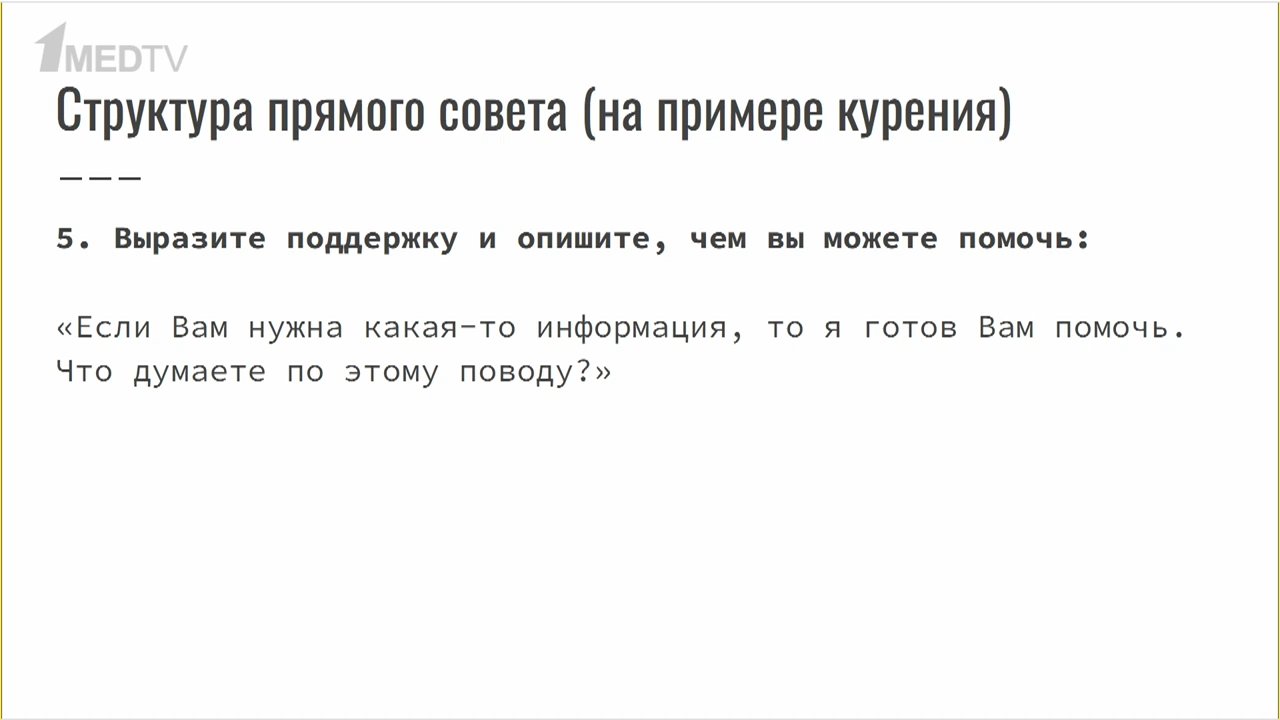 1MEDTV
Структура прямого совета (на примере курения)
5. Выразите поддержку и опишите, чем вы можете помочь:
«Если Вам нужна какая-то информация, то я готов Вам помочь.
Что думаете по этому поводу?»